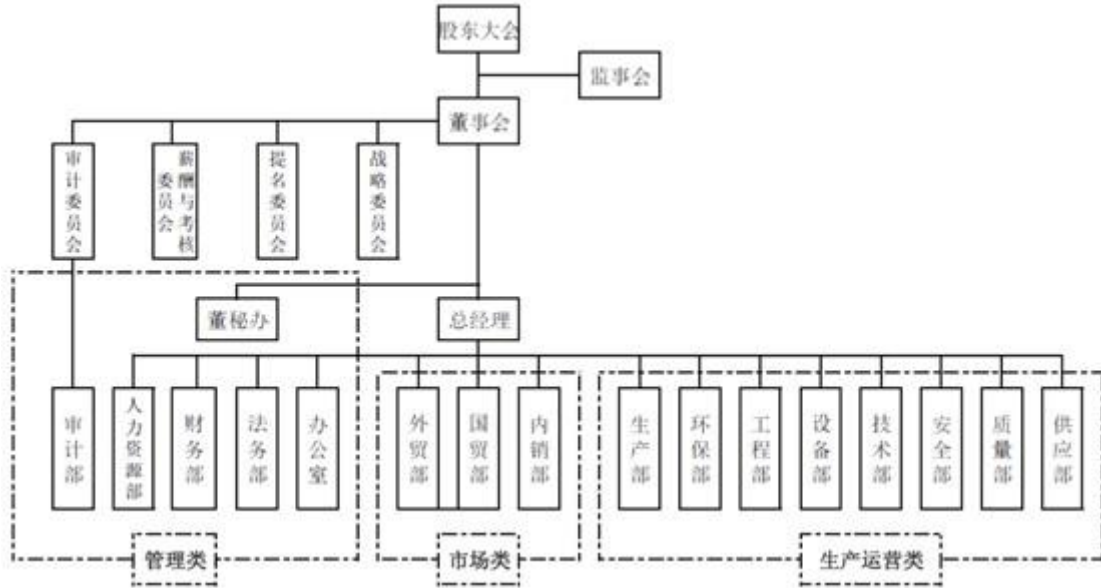 股东大会
监事会
董事会
审计委员会
薪酬与考核
委员会
提名委员会
战略委员会
董秘办
总经理
审计部
人力资源部
财务部
法务部
办公室
外贸部
国贸部
内销部
生产部
环保部
工程部
设备部
技术部
安全部
质量部
供应部
管理类
市场类
生产运营类